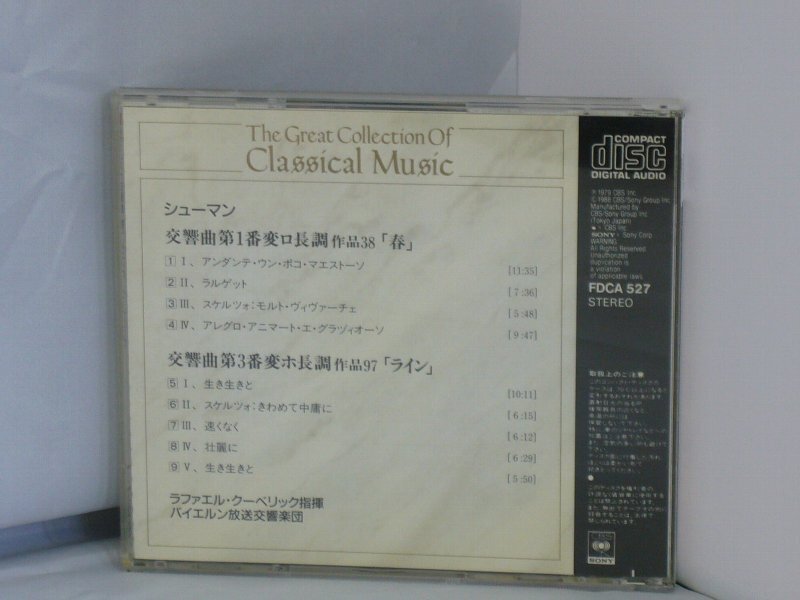 The Great Collection Of
Classical Music
シューマン
交響曲第1番変ロ長調 作品38「春」
1 I、アンダンテ・ウン・ポコ・マエストーソ [11:35]
2 II、ラルゲット [7:36]
3 III、スケルツォ:モルト・ヴィヴァーチェ [5:48]
4 IV、アレグロ・アニマート・エ・グラツィオーソ [9:47]
交響曲第3番変ホ長調 作品97「ライン」
5 I、生き生きと [10:11]
6 II、スケルツォ:きわめて中庸に [6:15]
7 III、速くなく [6:12]
8 IV、壮麗に [6:29]
9 V、生き生きと [5:50]
ラファエル・クーベリック指揮
バイエルン放送交響楽団
COMPACT
disc
DIGITAL AUDIO
℗ 1979 CBS Inc.
© 1988 CBS/Sony Group Inc.
Manufactured by
CBS/Sony Group Inc.
(Tokyo Japan)
CBS Inc.
SONY Sony Corp.
WARNING:
All Rights Reserved.
Unauthorized
duplication is
a violation
of applicable laws.
FDCA 527
STEREO
取扱上のご注意
SONY